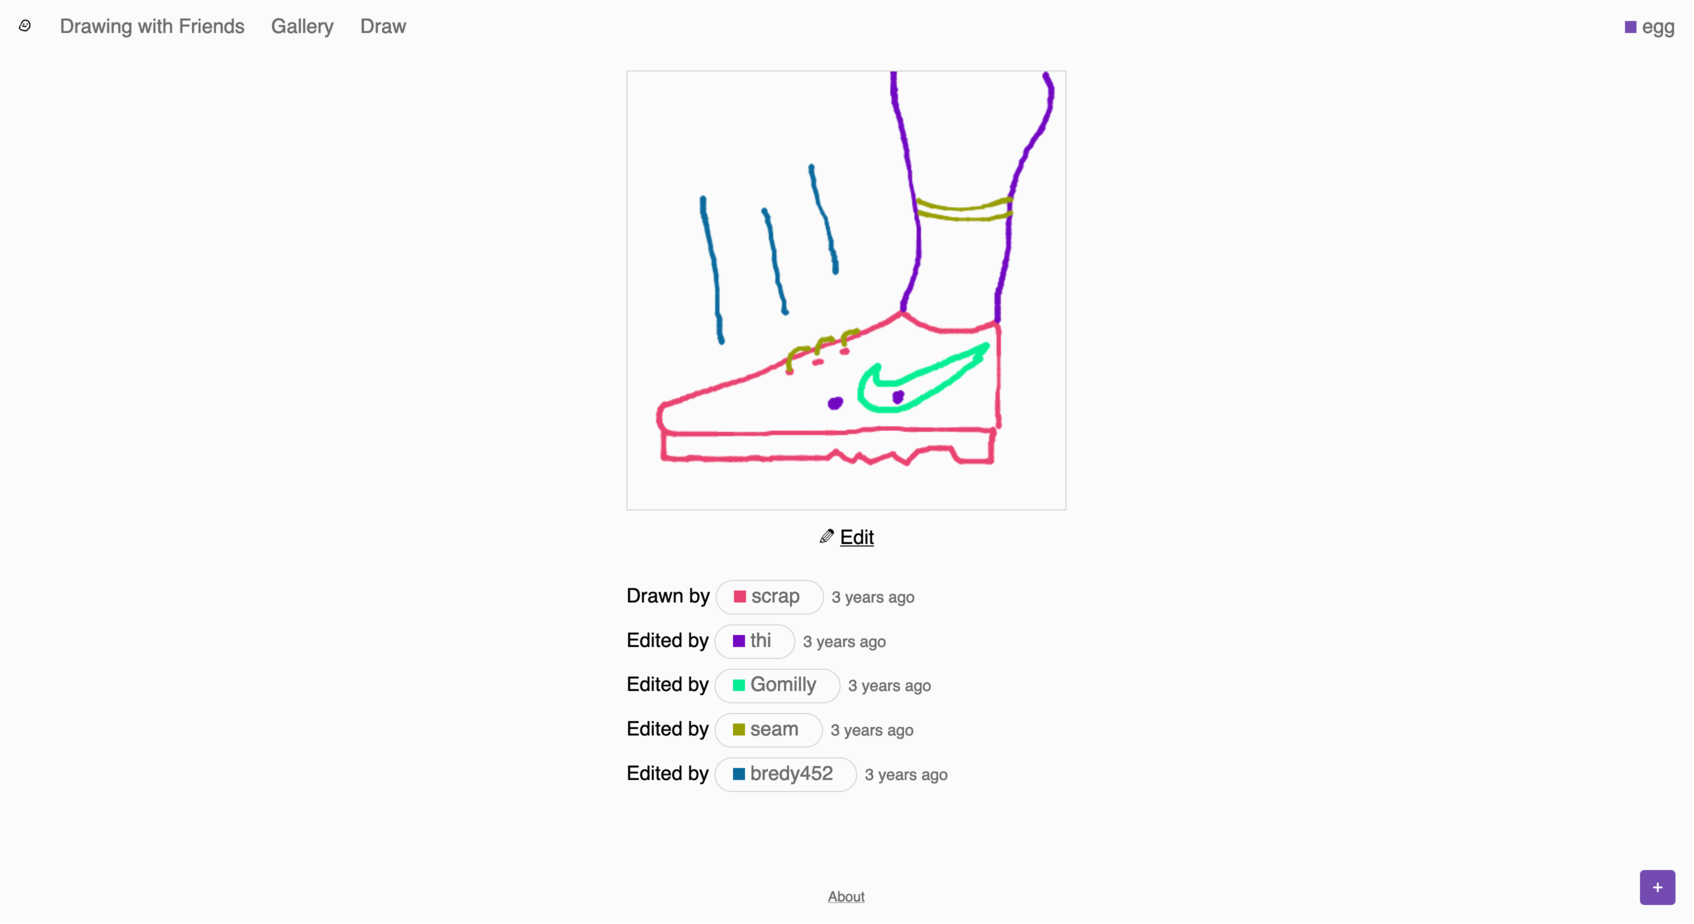 Drawing with Friends Gallery Draw egg
Edit
Drawn by scrap 3 years ago
Edited by thi 3 years ago
Edited by Gomilly 3 years ago
Edited by seam 3 years ago
Edited by bredy452 3 years ago
+
About